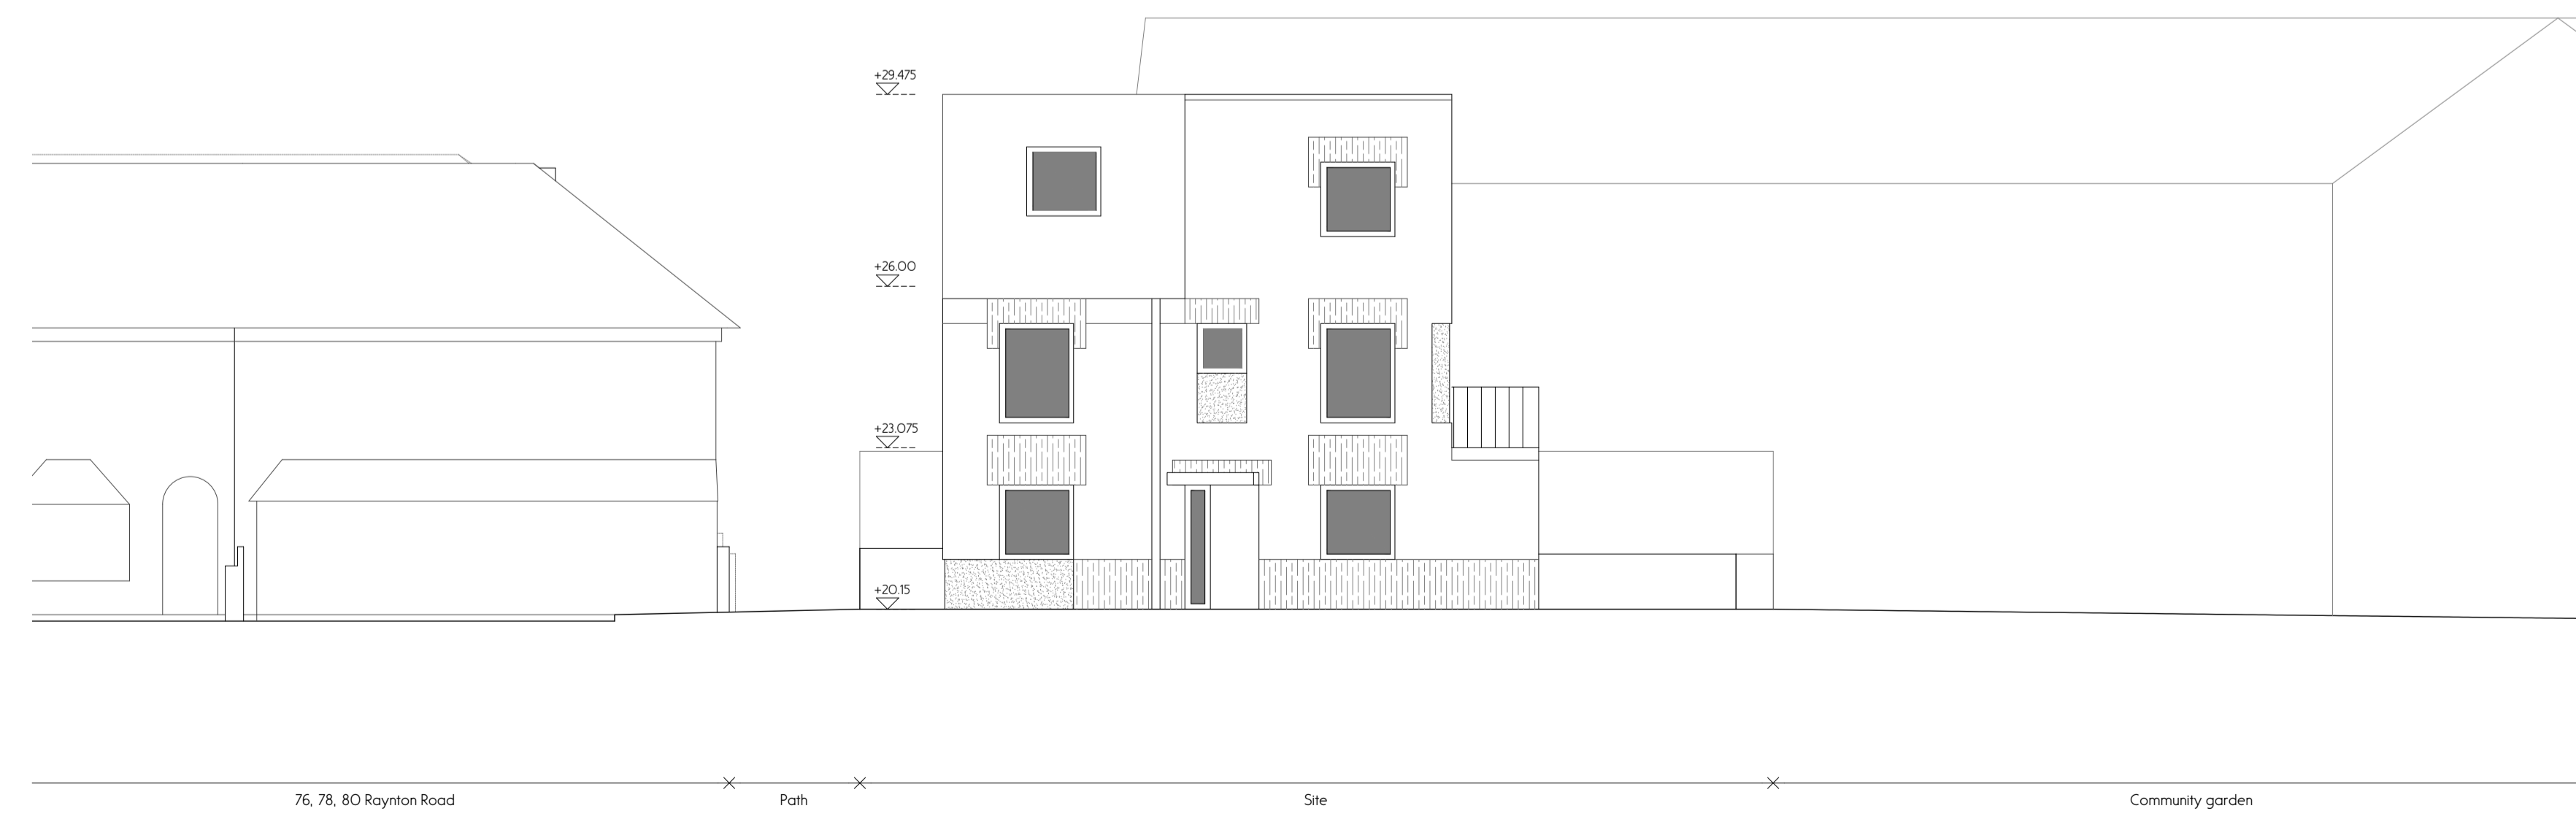 +29.475
+26.00
+23.075
+20.15
76, 78, 80 Raynton Road
Path
Site
Community garden